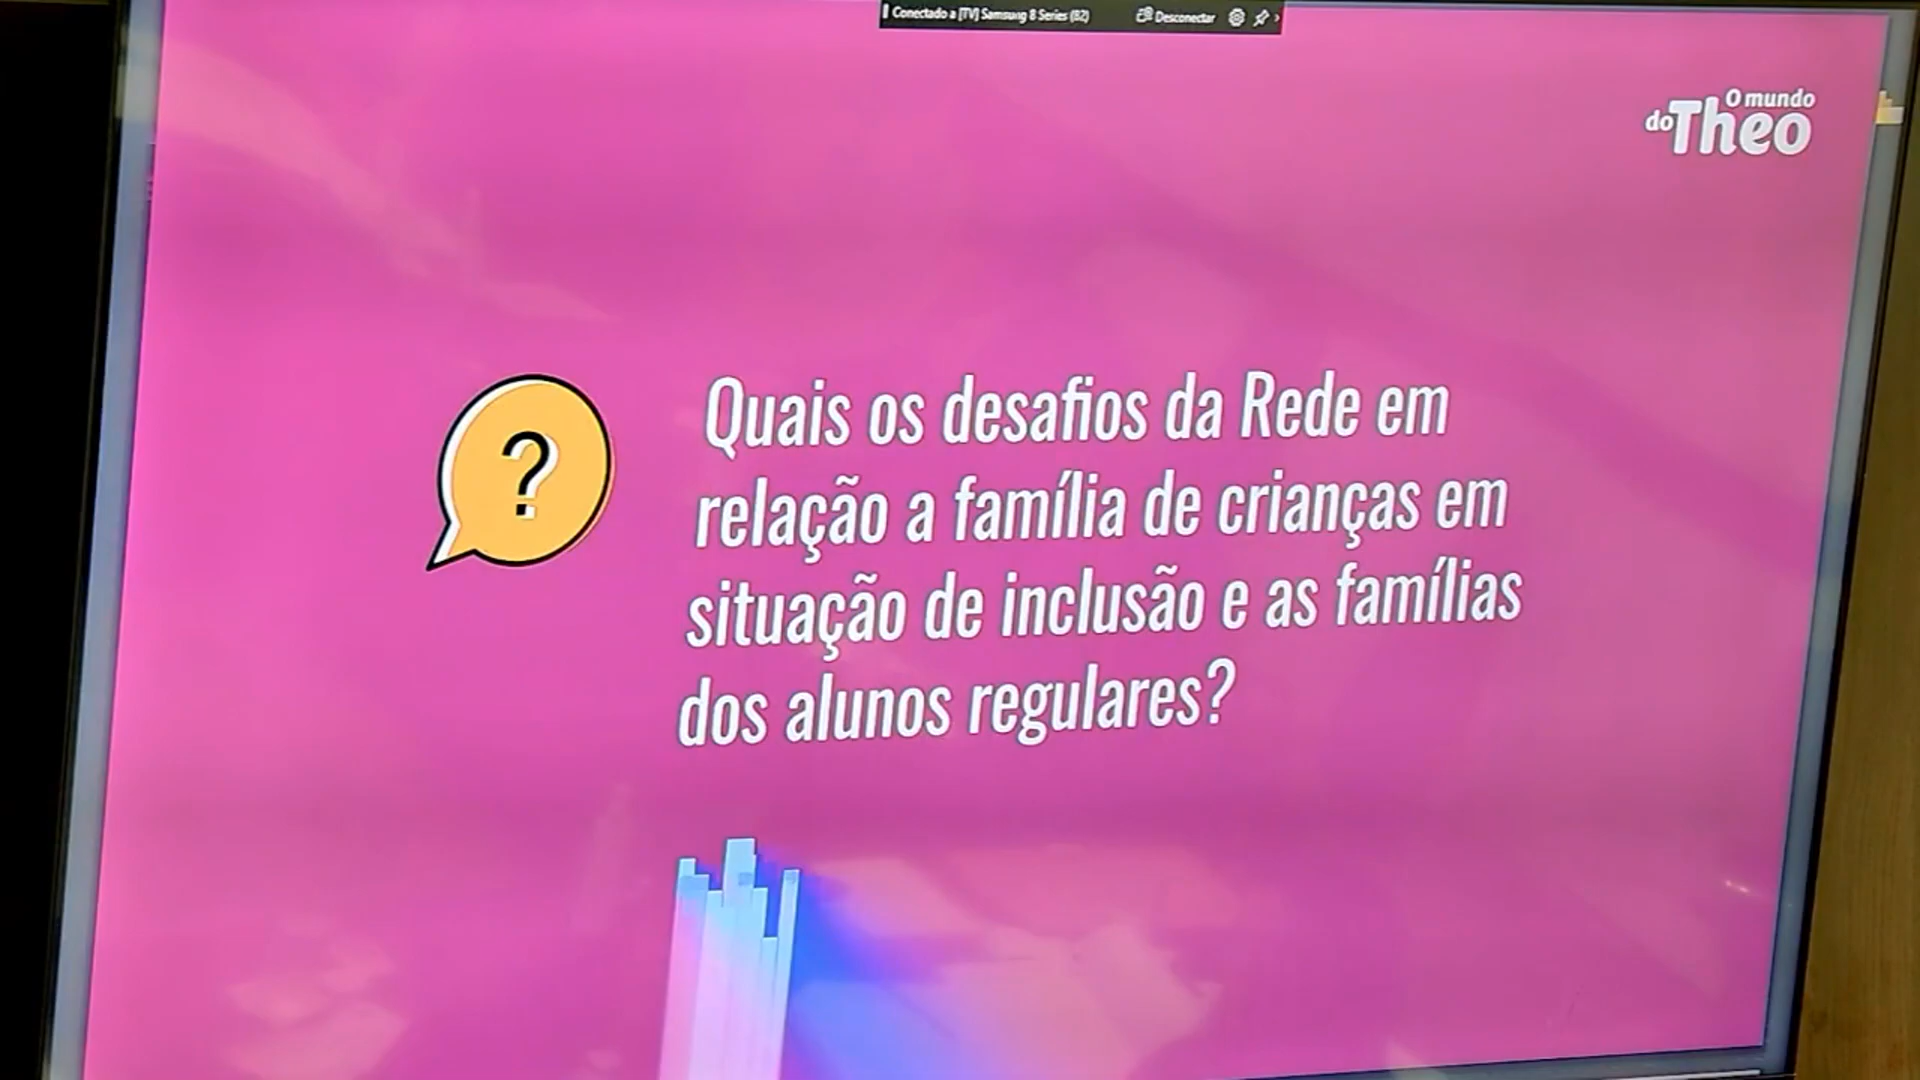 Conectado a [TV] Samsung 8 Series (82) Desconectar
O mundo
do Theo
?
Quais os desafios da Rede em
relação a família de crianças em
situação de inclusão e as famílias
dos alunos regulares?